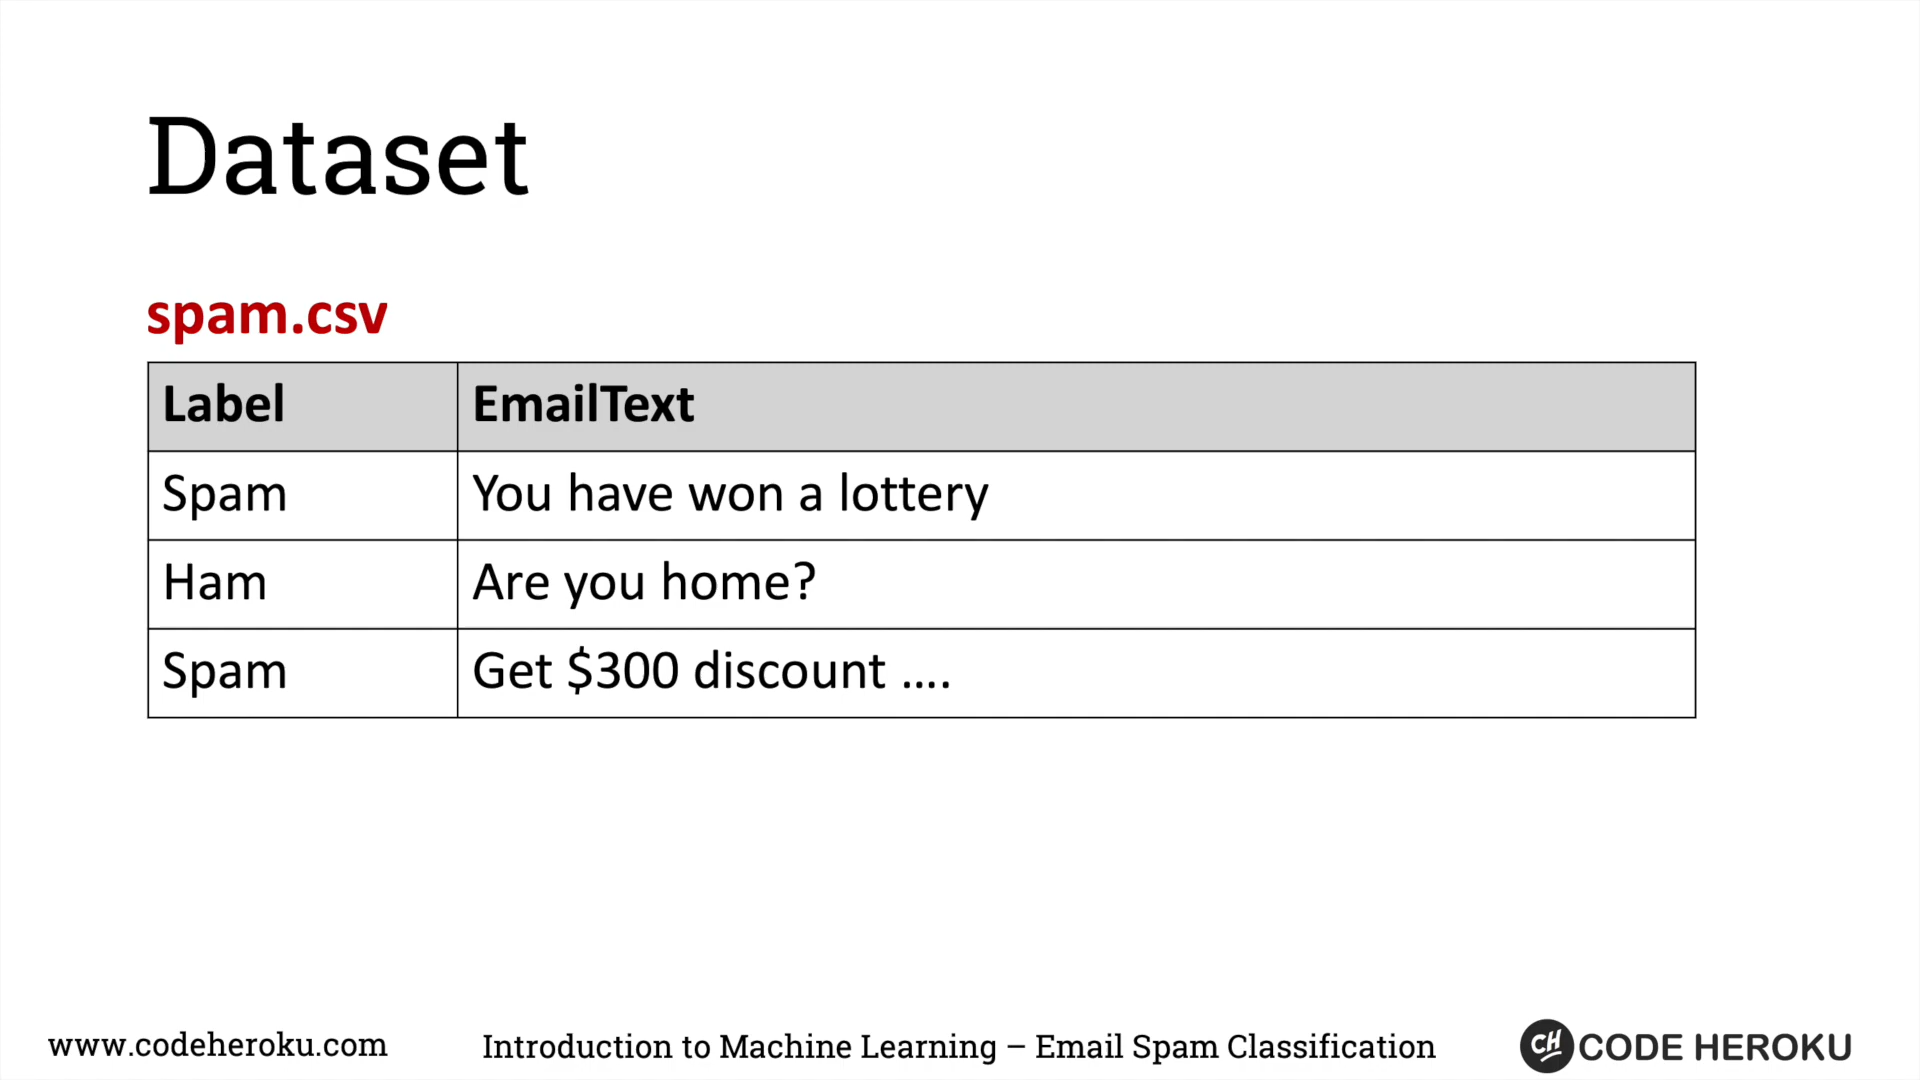 Dataset
spam.csv
Label EmailText
Spam You have won a lottery
Ham Are you home?
Spam Get $300 discount ....
www.codeheroku.com Introduction to Machine Learning – Email Spam Classification CH CODE HEROKU